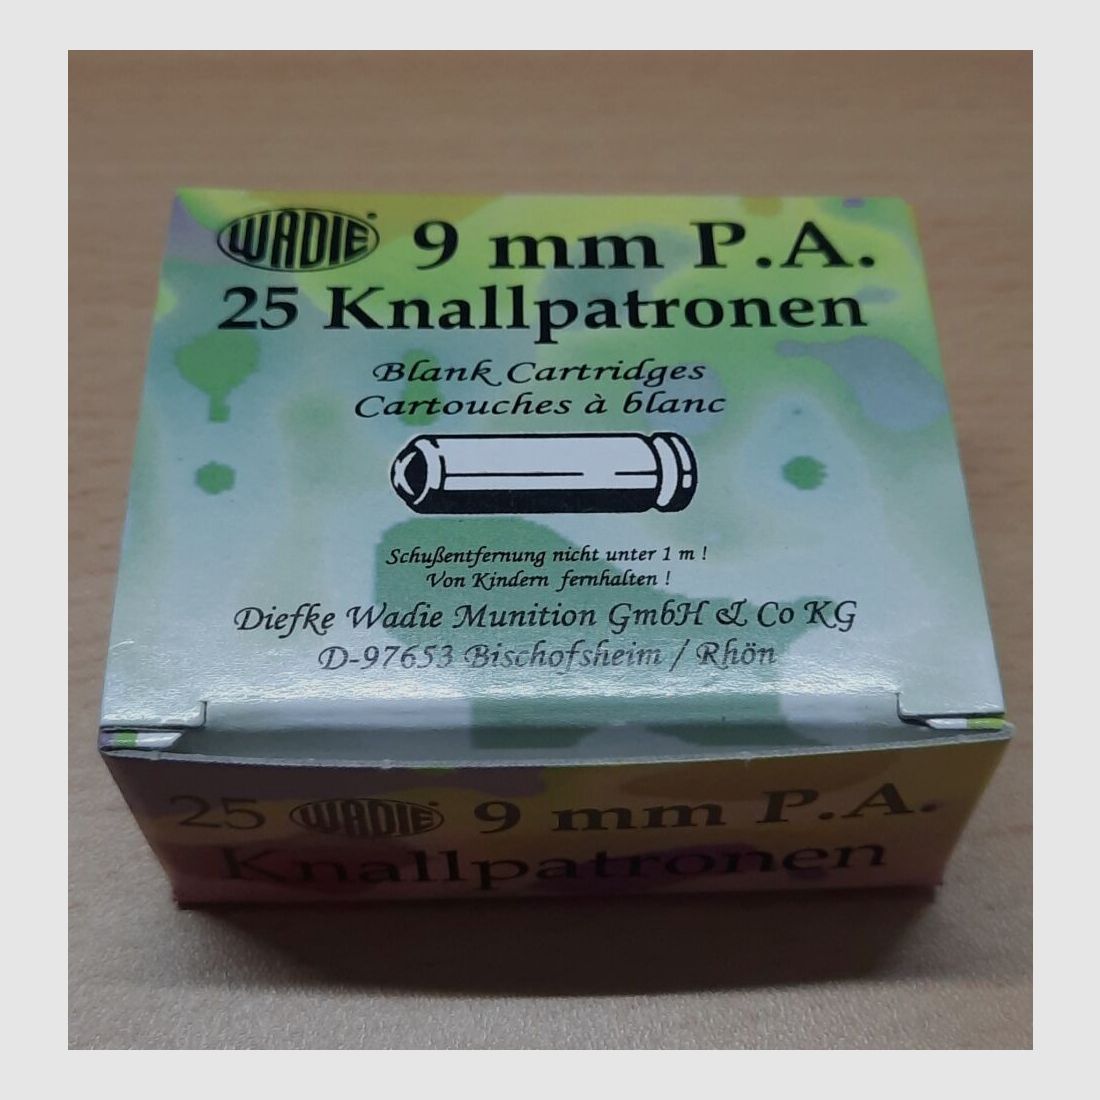 WADIE® 9 mm P.A.
25 Knallpatronen
Blank Cartridges
Cartouches à blanc
Schußentfernung nicht unter 1 m !
Von Kindern fernhalten !
Diefke Wadie Munition GmbH & Co KG
D-97653 Bischofsheim / Rhön
25 WADIE® 9 mm P.A.
Knallpatronen